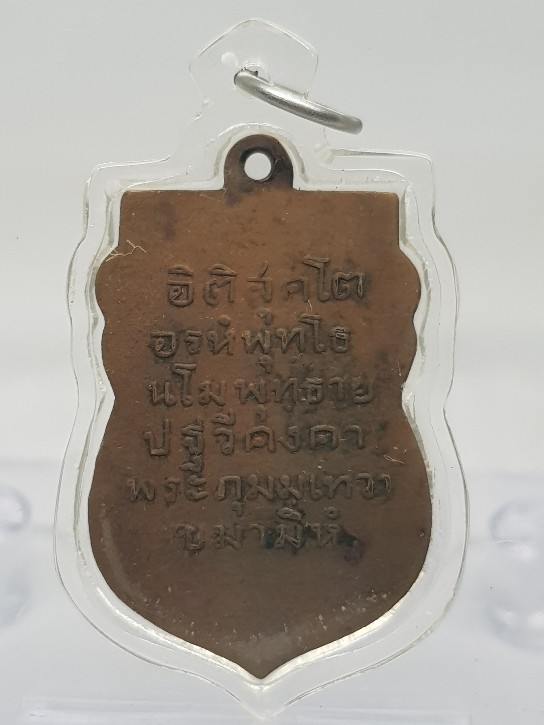 อิติสุคโต
อรหํพุทโธ
นโมพุทธาย
ปฐวีคงคา
พระภุมมเทวา
ขมามิหํ